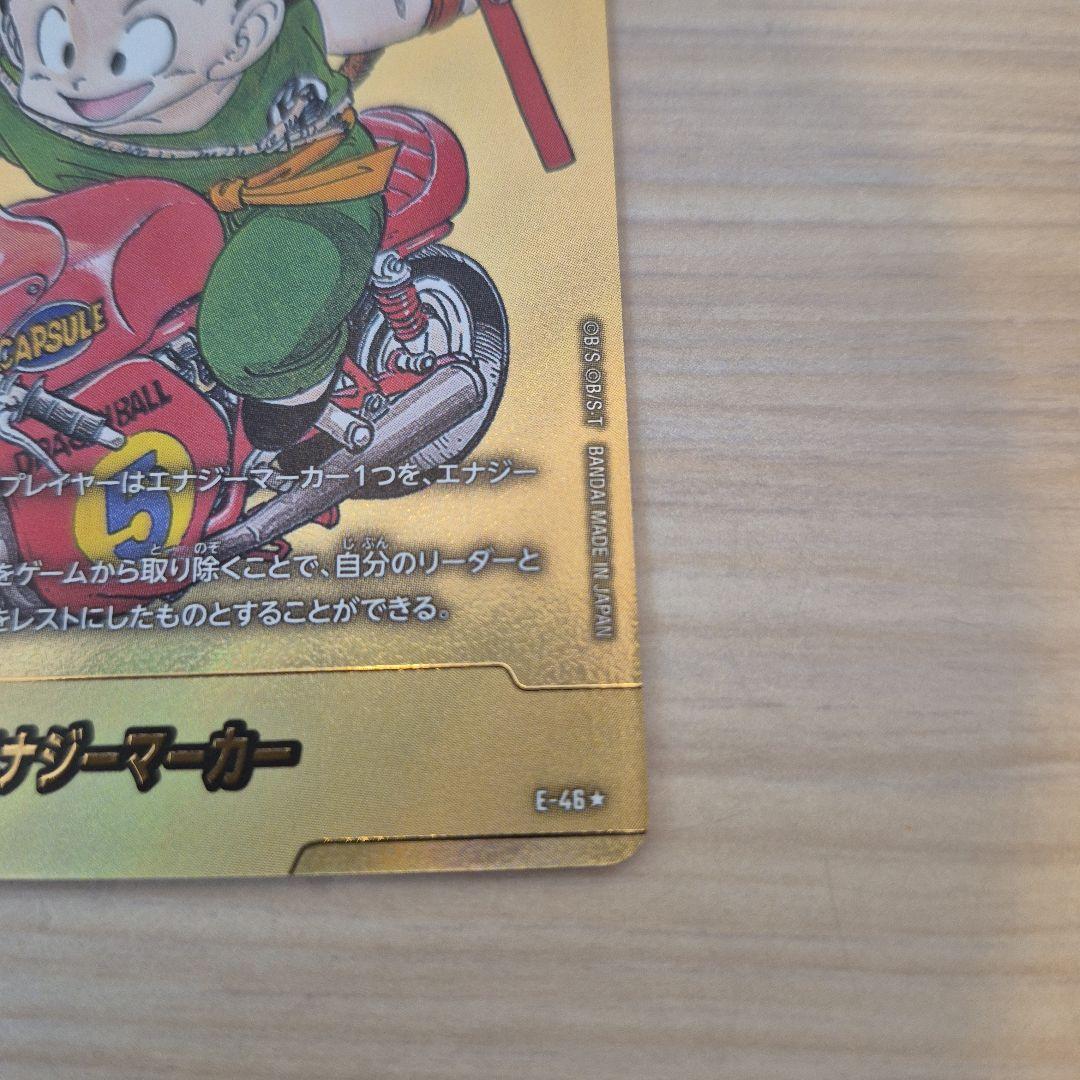 CAPSULE
DRAGON BALL
5
プレイヤーはエナジーマーカー1つを、エナジー
をゲームから取り除くことで、自分のリーダーと
をレストにしたものとすることができる。
©B/S ©B/S・T BANDAI MADE IN JAPAN
ナジーマーカー
E-46★